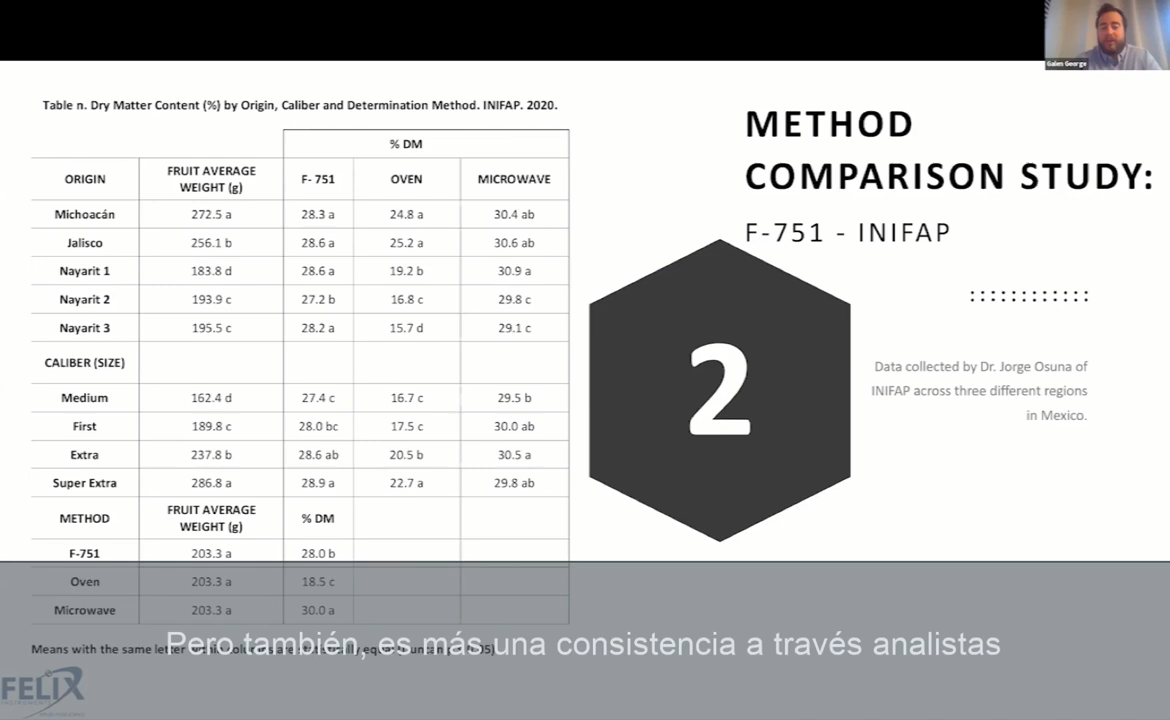 Galen George
Table n. Dry Matter Content (%) by Origin, Caliber and Determination Method. INIFAP. 2020.
% DM
ORIGIN FRUIT AVERAGE WEIGHT (g) F- 751 OVEN MICROWAVE
Michoacán 272.5 a 28.3 a 24.8 a 30.4 ab
Jalisco 256.1 b 28.6 a 25.2 a 30.6 ab
Nayarit 1 183.8 d 28.6 a 19.2 b 30.9 a
Nayarit 2 193.9 c 27.2 b 16.8 c 29.8 c
Nayarit 3 195.5 c 28.2 a 15.7 d 29.1 c
CALIBER (SIZE)
Medium 162.4 d 27.4 c 16.7 c 29.5 b
First 189.8 c 28.0 bc 17.5 c 30.0 ab
Extra 237.8 b 28.6 ab 20.5 b 30.5 a
Super Extra 286.8 a 28.9 a 22.7 a 29.8 ab
METHOD FRUIT AVERAGE WEIGHT (g) % DM
F-751 203.3 a 28.0 b
Oven 203.3 a 18.5 c
Microwave 203.3 a 30.0 a
Means with the same letter
METHOD
COMPARISON STUDY:
F-751 - INIFAP
2
Data collected by Dr. Jorge Osuna of
INIFAP across three different regions
in Mexico.
Pero también, es más una consistencia a través analistas
FELIX
INSTRUMENTS